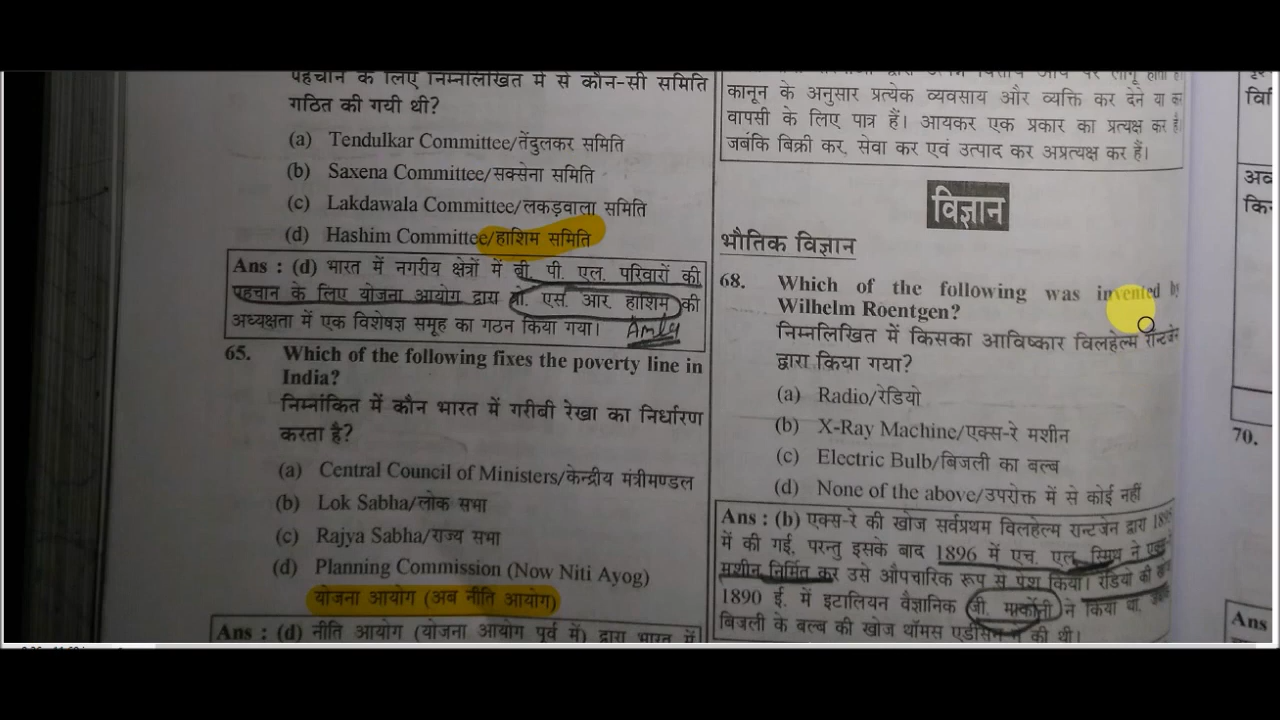 पहचान के लिए निम्नलिखित में से कौन-सी समिति
गठित की गयी थी?
(a) Tendulkar Committee/तेंदुलकर समिति
(b) Saxena Committee/सक्सेना समिति
(c) Lakdawala Committee/लकड़वाला समिति
(d) Hashim Committee/हाशिम समिति
Ans : (d) भारत में नगरीय क्षेत्रों में बी. पी. एल. परिवारों की
पहचान के लिए योजना आयोग द्वारा प्रो. एस. आर हाशिम की
अध्यक्षता में एक विशेषज्ञ समूह का गठन किया गया।
65. Which of the following fixes the poverty line in
India?
निम्नांकित में कौन भारत में गरीबी रेखा का निर्धारण
करता है?
(a) Central Council of Ministers/केन्द्रीय मंत्रीमण्डल
(b) Lok Sabha/लोक सभा
(c) Rajya Sabha/राज्य सभा
(d) Planning Commission (Now Niti Ayog)
योजना आयोग (अब नीति आयोग)
Ans : (d) नीति आयोग (योजना आयोग पूर्व में) द्वारा भारत में
कानून के अनुसार प्रत्येक व्यवसाय और व्यक्ति कर देने या कर
वापसी के लिए पात्र हैं। आयकर एक प्रकार का प्रत्यक्ष कर है।
जबकि बिक्री कर, सेवा कर एवं उत्पाद कर अप्रत्यक्ष कर हैं।
विज्ञान
भौतिक विज्ञान
68. Which of the following was invented by
Wilhelm Roentgen?
निम्नलिखित में किसका आविष्कार विलहेल्म रान्टजेन
द्वारा किया गया?
(a) Radio/रेडियो
(b) X-Ray Machine/एक्स-रे मशीन
(c) Electric Bulb/बिजली का बल्ब
(d) None of the above/उपरोक्त में से कोई नहीं
Ans : (b) एक्स-रे की खोज सर्वप्रथम विलहेल्म रान्टजेन द्वारा 1895
में की गई, परन्तु इसके बाद 1896 में एच. एल. स्मिथ ने एक्स-रे
मशीन निर्मित कर उसे औपचारिक रूप से पेश किया। रेडियो की
1890 ई. में इटालियन वैज्ञानिक जी. मार्कोनी ने किया था,
बिजली के बल्ब की खोज थॉमस एडीसन ने की थी।
70.
Ans